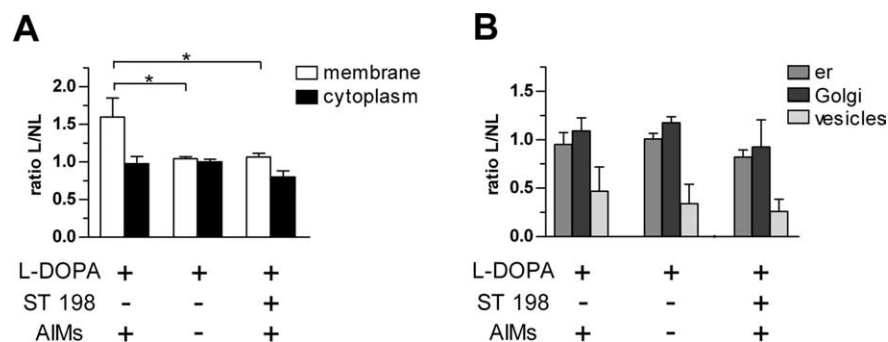 A
* *
membrane
cytoplasm
ratio L/NL
2.0
1.5
1.0
0.5
0.0
L-DOPA + + +
ST 198 - - +
AIMs + - +
B
er
Golgi
vesicles
ratio L/NL
1.5
1.0
0.5
0.0
L-DOPA + + +
ST 198 - - +
AIMs + - +